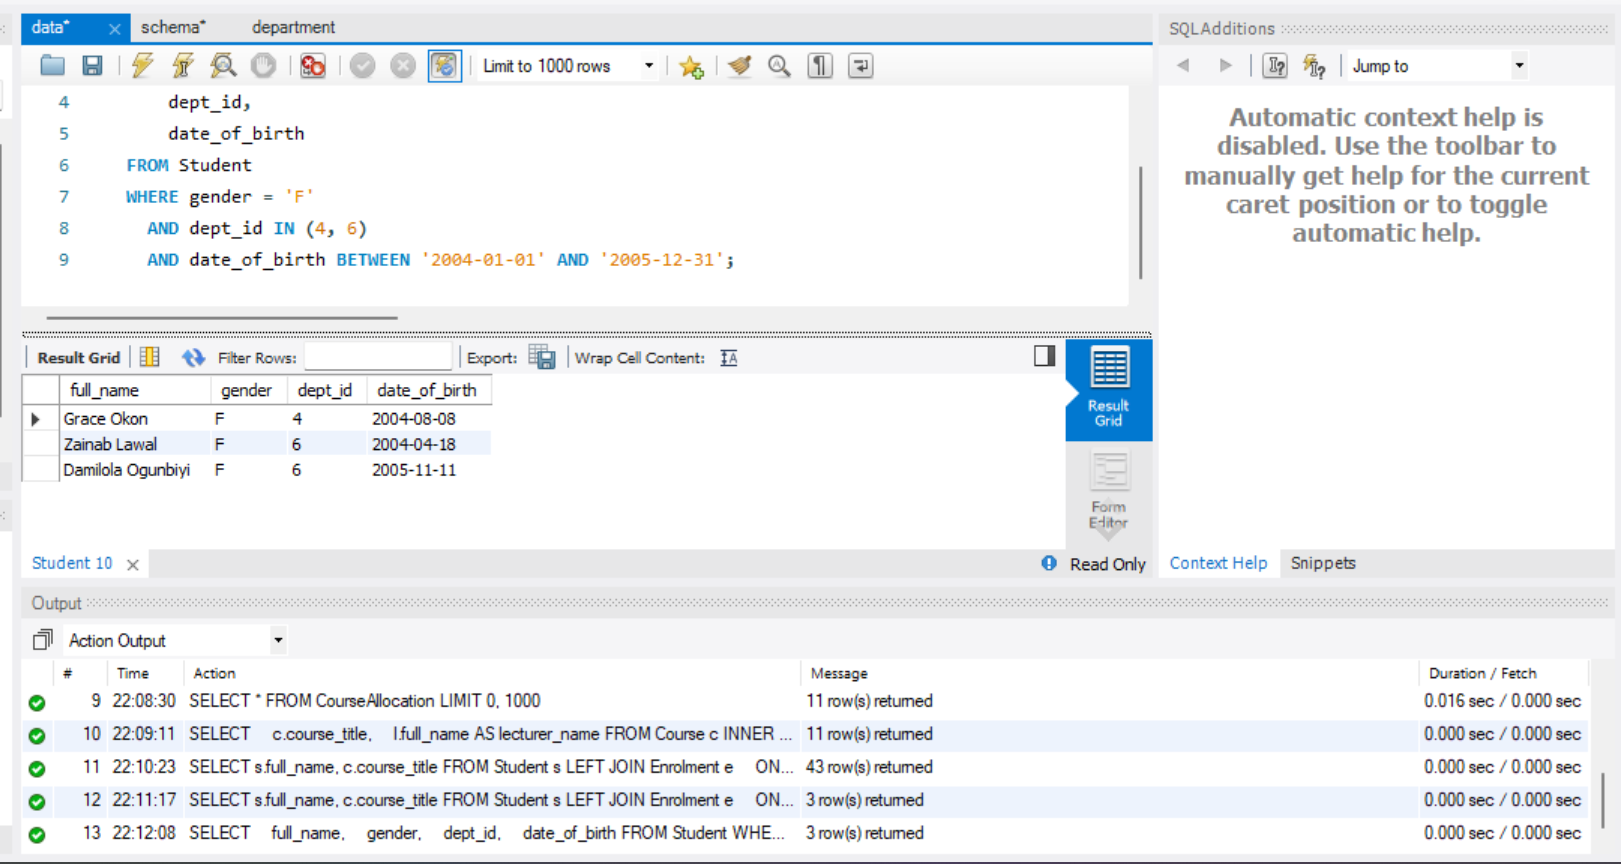 data* × schema* department
Limit to 1000 rows
4 dept_id,
5 date_of_birth
6 FROM Student
7 WHERE gender = 'F'
8 AND dept_id IN (4, 6)
9 AND date_of_birth BETWEEN '2004-01-01' AND '2005-12-31';
SQLAdditions
Jump to
Automatic context help is
disabled. Use the toolbar to
manually get help for the current
caret position or to toggle
automatic help.
Result Grid Filter Rows: Export: Wrap Cell Content:
full_name gender dept_id date_of_birth
Grace Okon F 4 2004-08-08
Zainab Lawal F 6 2004-04-18
Damilola Ogunbiyi F 6 2005-11-11
Result
Grid
Form
Editor
Student 10 ×
Read Only
Context Help Snippets
Output
Action Output
# Time Action Message Duration / Fetch
9 22:08:30 SELECT * FROM CourseAllocation LIMIT 0, 1000 11 row(s) returned 0.016 sec / 0.000 sec
10 22:09:11 SELECT c.course_title, l.full_name AS lecturer_name FROM Course c INNER ... 11 row(s) returned 0.000 sec / 0.000 sec
11 22:10:23 SELECT s.full_name, c.course_title FROM Student s LEFT JOIN Enrolment e ON... 43 row(s) returned 0.000 sec / 0.000 sec
12 22:11:17 SELECT s.full_name, c.course_title FROM Student s LEFT JOIN Enrolment e ON... 3 row(s) returned 0.000 sec / 0.000 sec
13 22:12:08 SELECT full_name, gender, dept_id, date_of_birth FROM Student WHE... 3 row(s) returned 0.000 sec / 0.000 sec